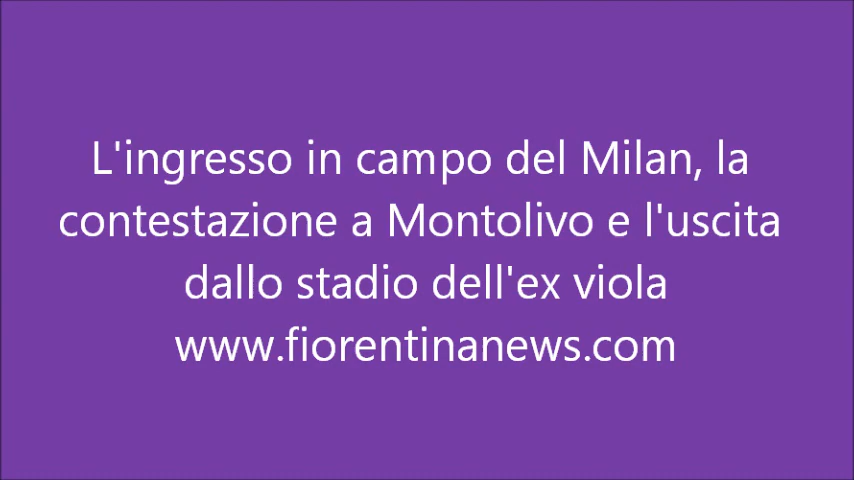 L'ingresso in campo del Milan, la
contestazione a Montolivo e l'uscita
dallo stadio dell'ex viola
www.fiorentinanews.com